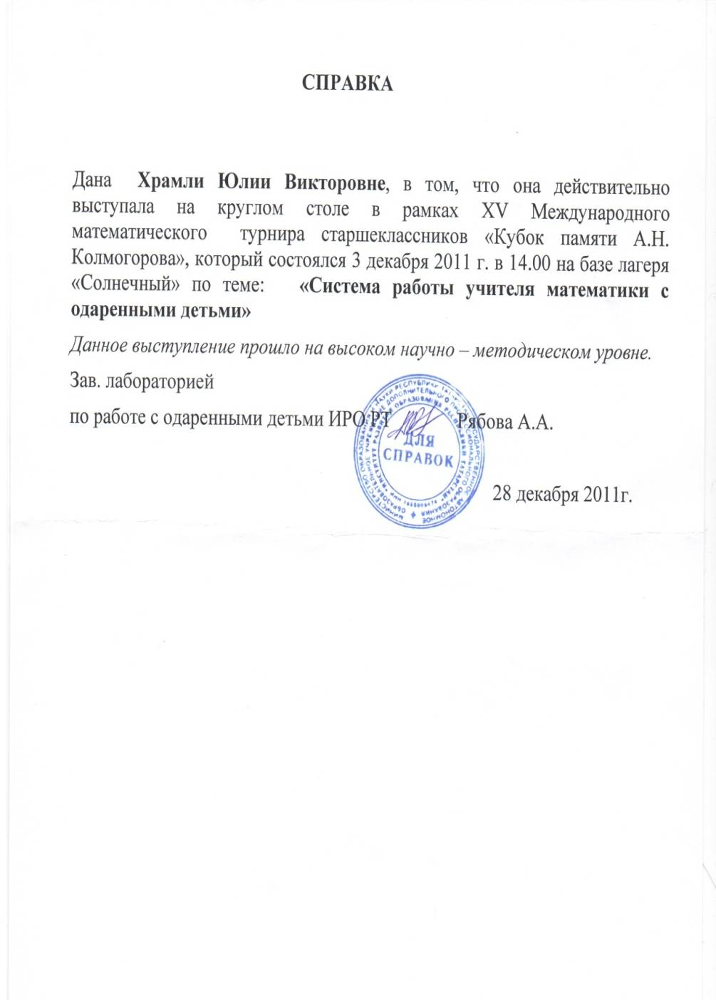 СПРАВКА
Дана Храмли Юлии Викторовне, в том, что она действительно
выступала на круглом столе в рамках XV Международного
математического турнира старшеклассников «Кубок памяти А.Н.
Колмогорова», который состоялся 3 декабря 2011 г. в 14.00 на базе лагеря
«Солнечный» по теме: «Система работы учителя математики с
одаренными детьми»
Данное выступление прошло на высоком научно – методическом уровне.
Зав. лабораторией
по работе с одаренными детьми ИРО РТ Рябова А.А.
ДЛЯ
СПРАВОК
28 декабря 2011г.